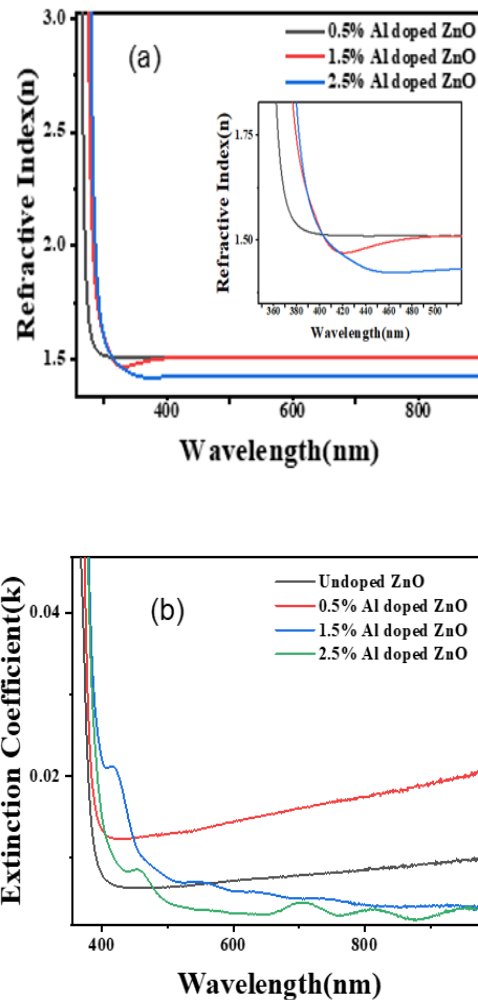 (a)
0.5% Al doped ZnO
1.5% Al doped ZnO
2.5% Al doped ZnO
Refractive Index(n)
3.0
2.5
2.0
1.5
400 600 800
Wavelength(nm)
Refractive Index(n)
1.75
1.50
360 380 400 420 440 460 480 500
Wavelength(nm)
(b)
Undoped ZnO
0.5% Al doped ZnO
1.5% Al doped ZnO
2.5% Al doped ZnO
Extinction Coefficient(k)
0.04
0.02
400 600 800
Wavelength(nm)